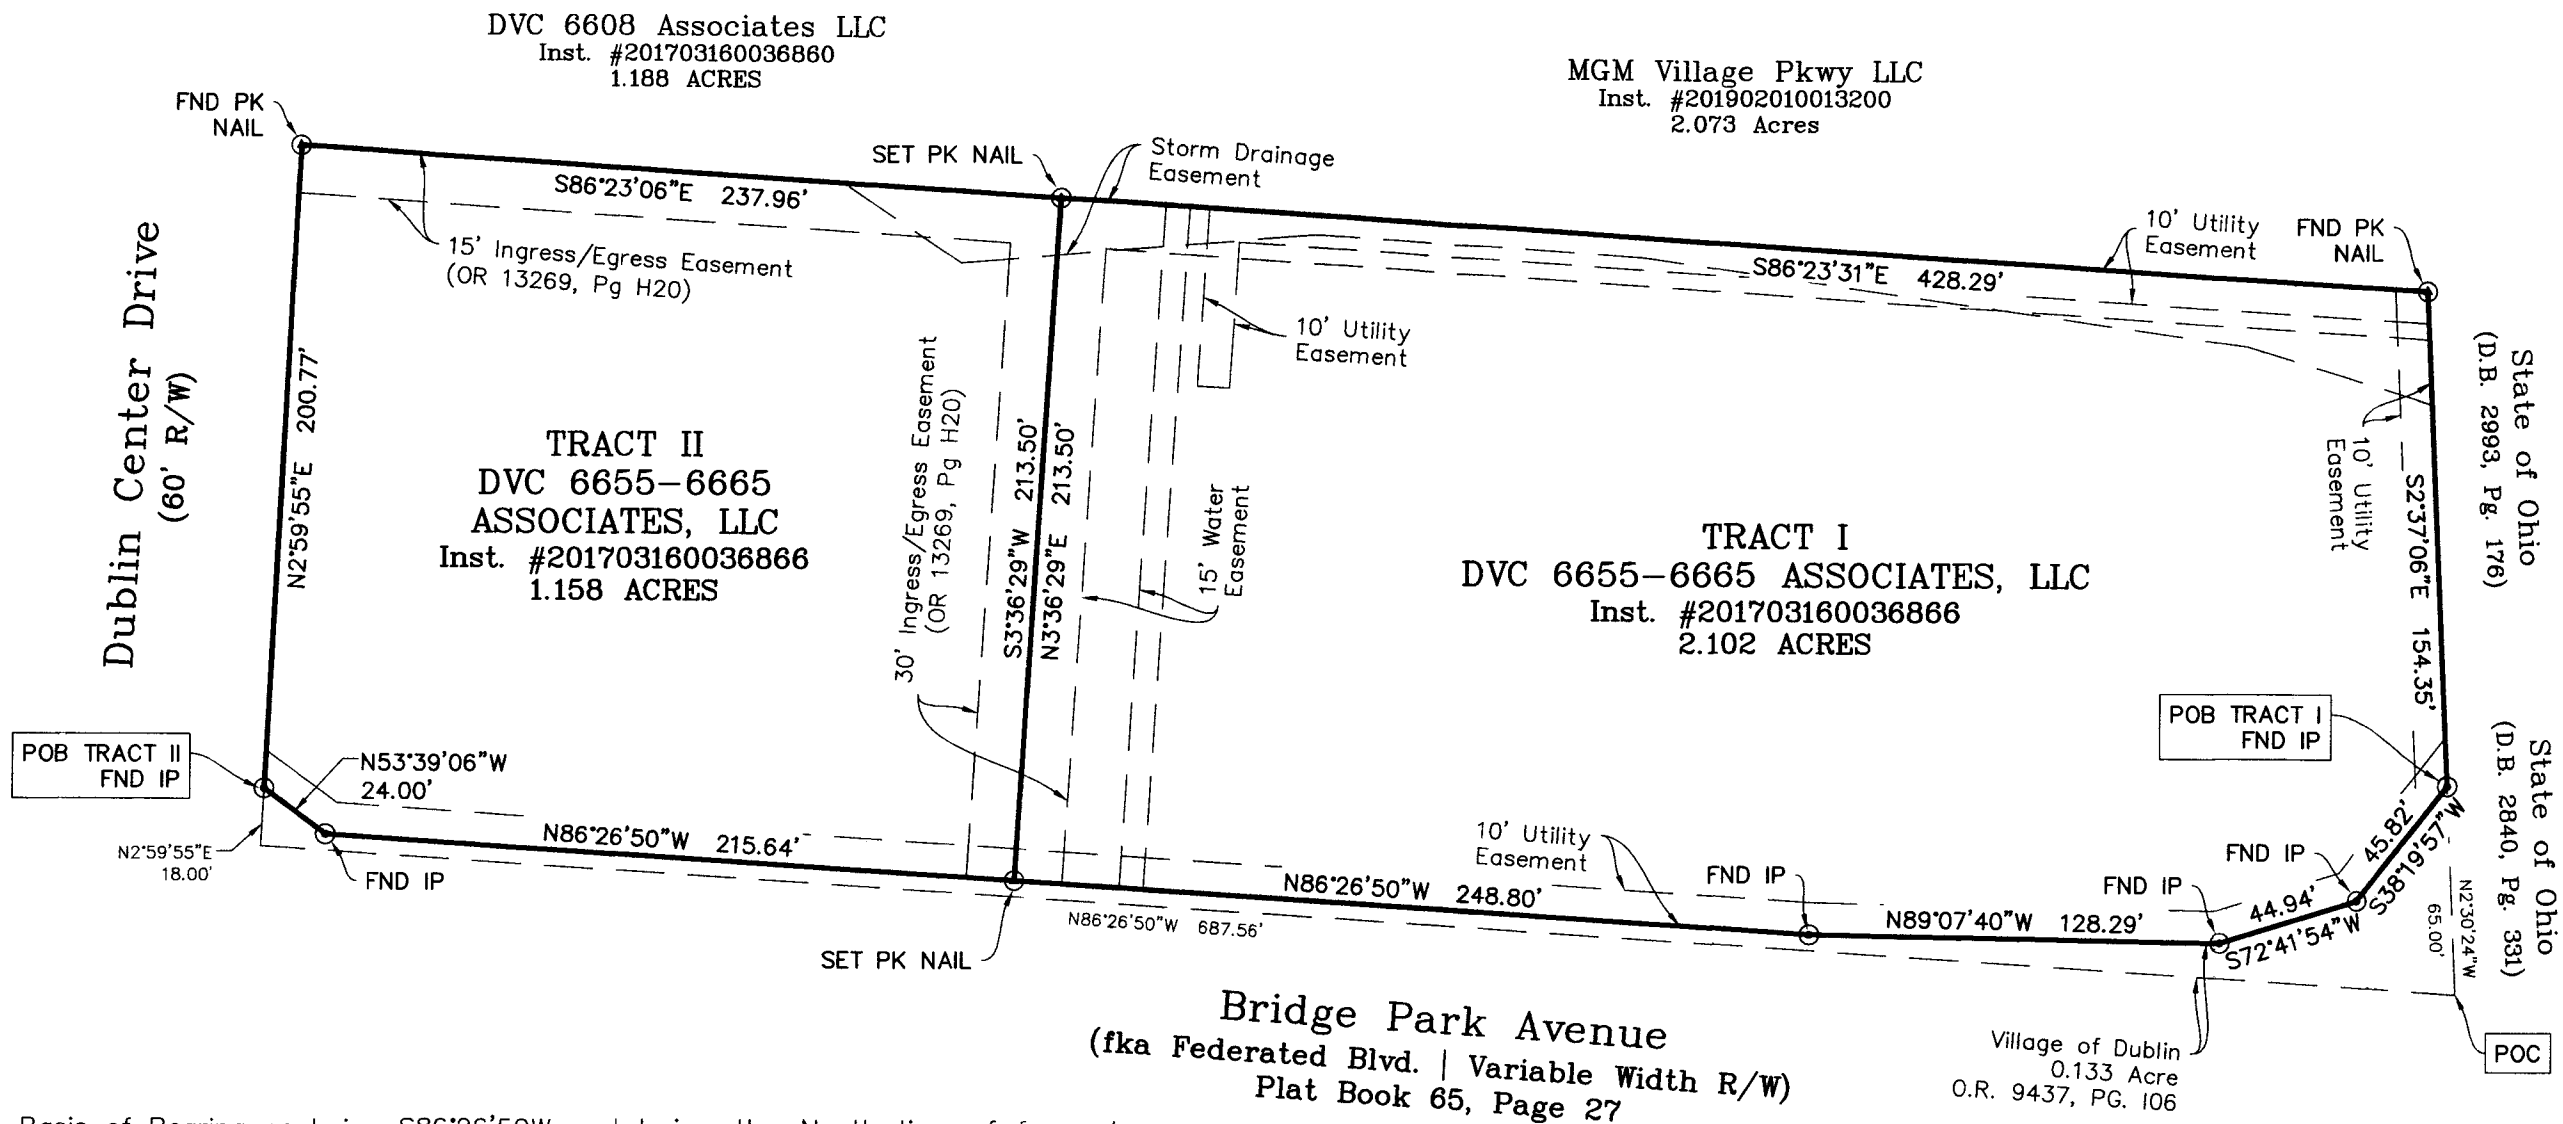 DVC 6608 Associates LLC
Inst. #201703160036860
1.188 ACRES
MGM Village Pkwy LLC
Inst. #201902010013200
2.073 Acres
FND PK
NAIL
SET PK NAIL
Storm Drainage
Easement
10' Utility
Easement
FND PK
NAIL
S86°23'06"E 237.96'
S86°23'31"E 428.29'
15' Ingress/Egress Easement
(OR 13269, Pg H20)
10' Utility
Easement
Dublin Center Drive
(60' R/W)
N2°59'55"E 200.77'
TRACT II
DVC 6655-6665
ASSOCIATES, LLC
Inst. #201703160036866
1.158 ACRES
30' Ingress/Egress Easement
(OR 13269, Pg H20)
S3°36'29"W 213.50'
N3°36'29"E 213.50'
15' Water
Easement
TRACT I
DVC 6655-6665 ASSOCIATES, LLC
Inst. #201703160036866
2.102 ACRES
10' Utility
Easement
S2°37'06"E 154.35'
State of Ohio
(D.B. 2993, Pg. 176)
State of Ohio
(D.B. 2840, Pg. 331)
POB TRACT I
FND IP
POB TRACT II
FND IP
N53°39'06"W
24.00'
N2°59'55"E
18.00'
FND IP
N86°26'50"W 215.64'
SET PK NAIL
N86°26'50"W 687.56'
N86°26'50"W 248.80'
10' Utility
Easement
FND IP
N89°07'40"W 128.29'
FND IP
44.94'
S72°41'54"W
FND IP
45.82'
S38°19'57"W
N2°30'24"W
65.00'
POC
Village of Dublin
0.133 Acre
O.R. 9437, PG. 106
Bridge Park Avenue
(fka Federated Blvd. | Variable Width R/W)
Plat Book 65, Page 27